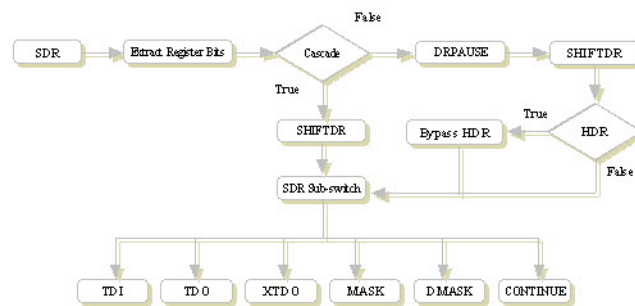 False
SDR
Extract Register Bits
Cascade
DRPAUSE
SHIFTDR
True
SHIFTDR
Bypass HDR
True
HDR
False
SDR Sub-switch
TDI
TDO
XTDO
MASK
DMASK
CONTINUE